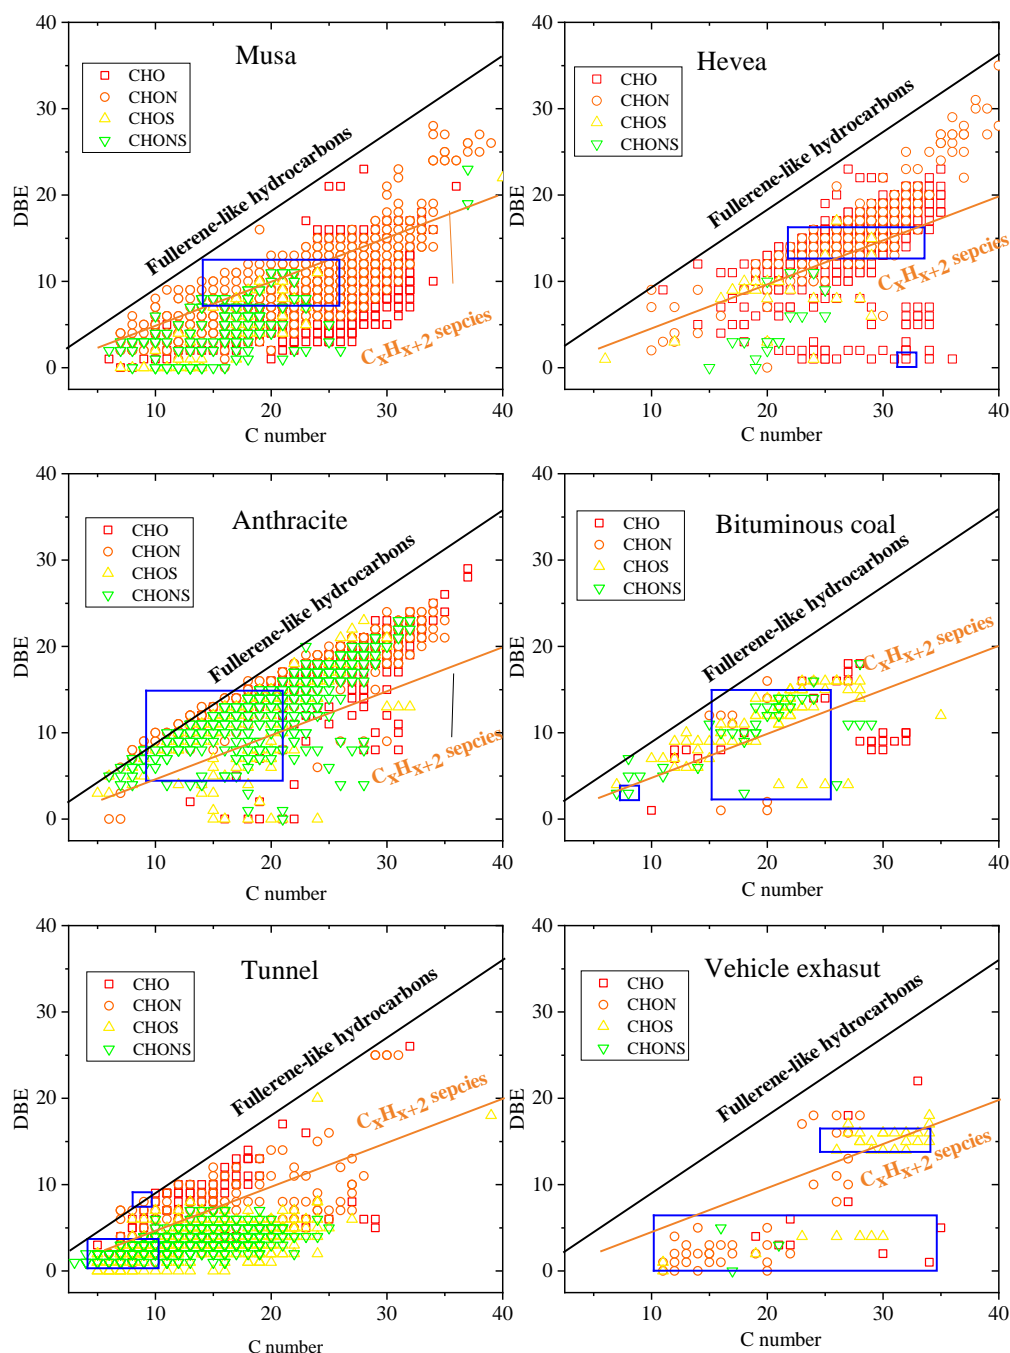 Musa
CHO
CHON
CHOS
CHONS
Fullerene-like hydrocarbons
CxHx+2 sepcies
DBE
0
10
20
30
40
10
20
30
40
C number
Hevea
CHO
CHON
CHOS
CHONS
Fullerene-like hydrocarbons
CxHx+2 sepcies
DBE
0
10
20
30
40
10
20
30
40
C number
Anthracite
CHO
CHON
CHOS
CHONS
Fullerene-like hydrocarbons
CxHx+2 sepcies
DBE
0
10
20
30
40
10
20
30
40
C number
Bituminous coal
CHO
CHON
CHOS
CHONS
Fullerene-like hydrocarbons
CxHx+2 sepcies
DBE
0
10
20
30
40
10
20
30
40
C number
Tunnel
CHO
CHON
CHOS
CHONS
Fullerene-like hydrocarbons
CxHx+2 sepcies
DBE
0
10
20
30
40
10
20
30
40
C number
Vehicle exhasut
CHO
CHON
CHOS
CHONS
Fullerene-like hydrocarbons
CxHx+2 sepcies
DBE
0
10
20
30
40
10
20
30
40
C number